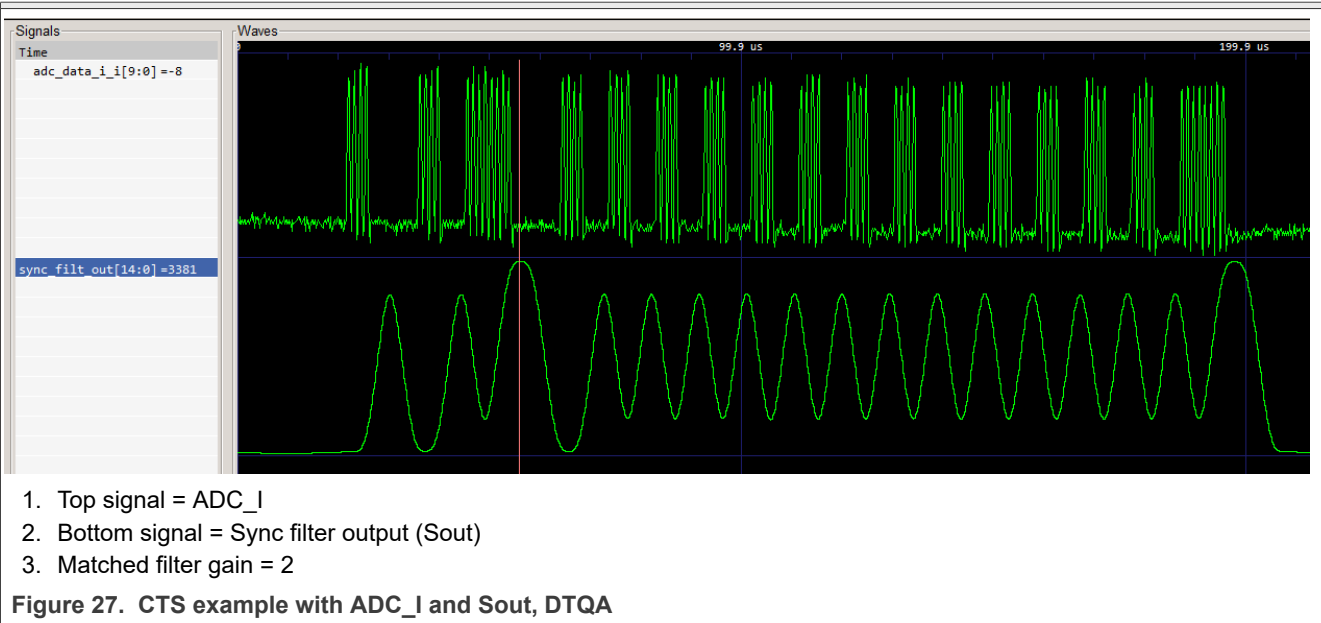 Signals
Waves
Time
99.9 us
199.9 us
adc_data_i_i[9:0] =-8
sync_filt_out[14:0] =3381
1. Top signal = ADC_I
2. Bottom signal = Sync filter output (Sout)
3. Matched filter gain = 2
Figure 27. CTS example with ADC_I and Sout, DTQA